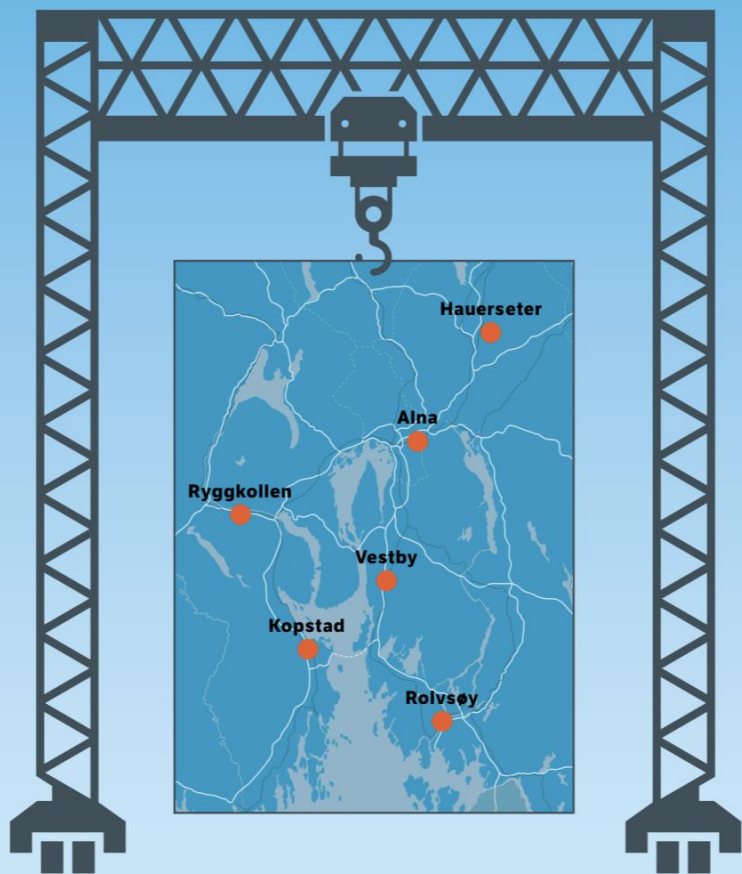 Hauerseter
Alna
Ryggkollen
Vestby
Kopstad
Rolvsøy